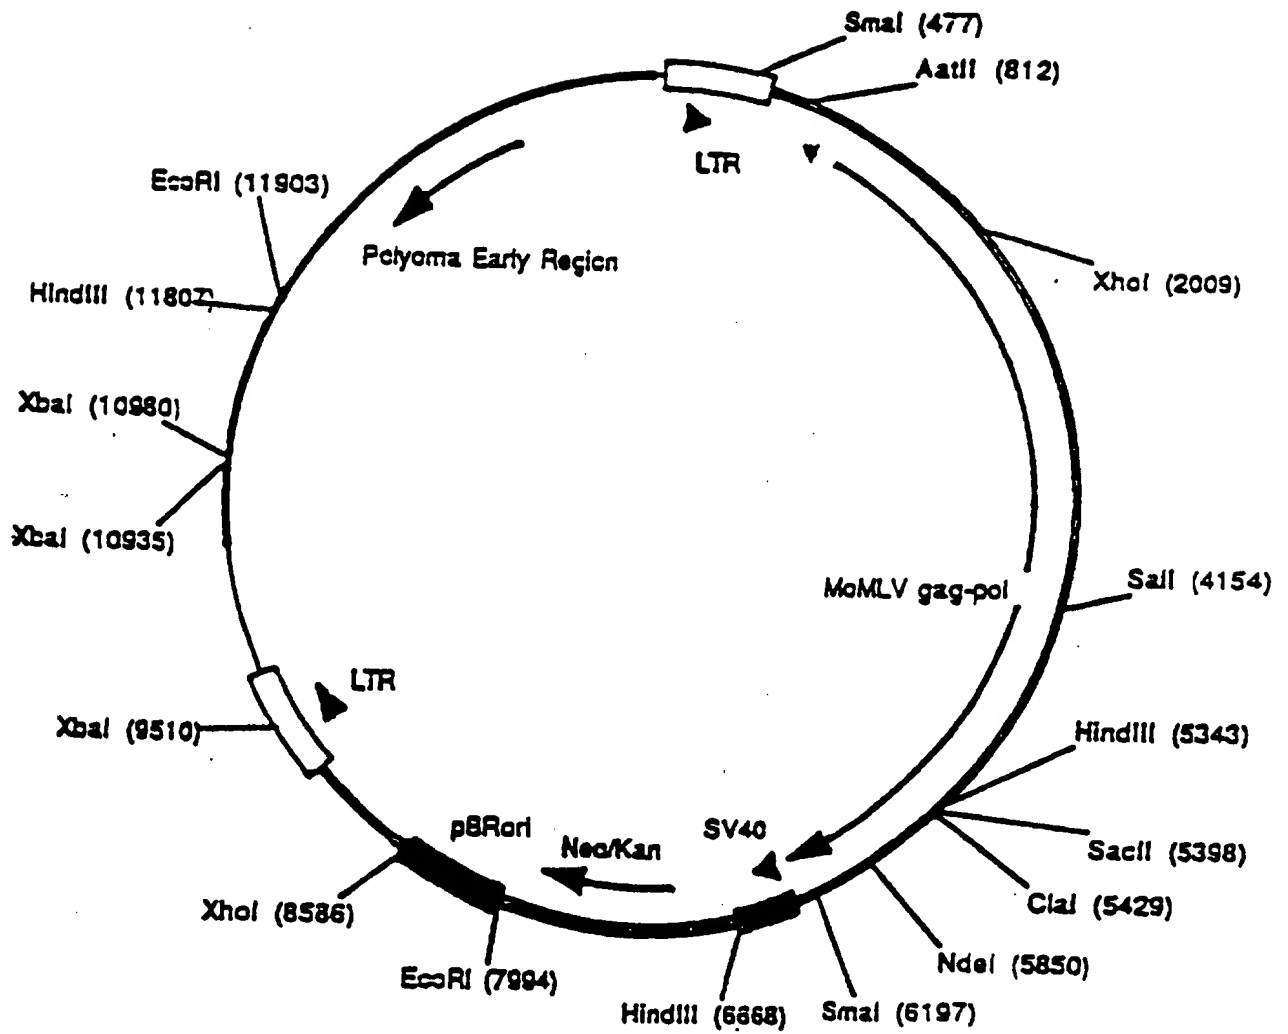 SmaI (477)
AatII (812)
LTR
Ψ
EcoRI (11903)
Polyoma Early Region
HindIII (11807)
XhoI (2009)
XbaI (10980)
XbaI (10935)
MoMLV gag-pol
SalI (4154)
LTR
XbaI (9510)
HindIII (5343)
pBRori
Neo/Kan
SV40
SacII (5398)
XhoI (8586)
ClaI (5429)
EcoRI (7994)
NdeI (5850)
HindIII (6668)
SmaI (6197)